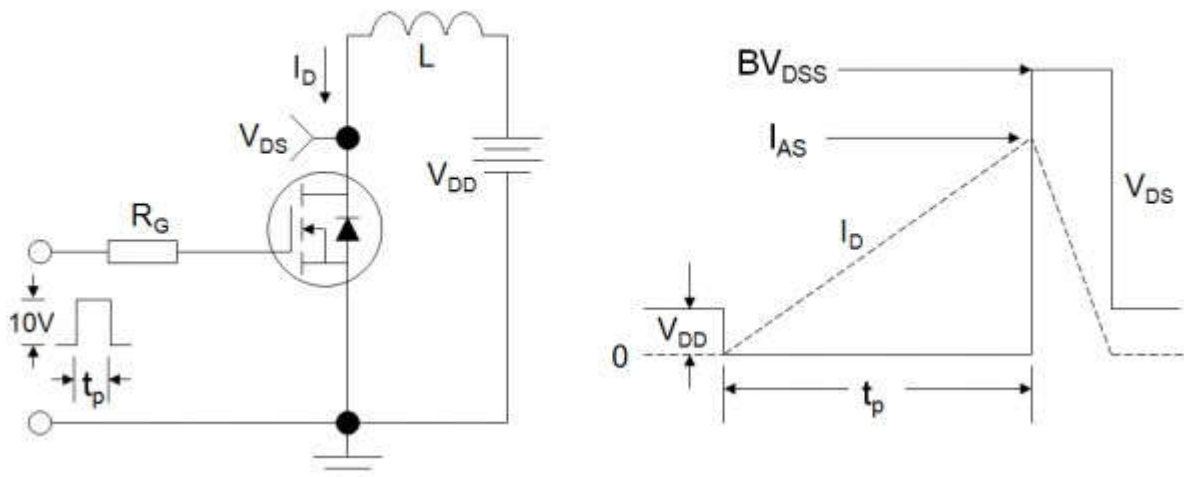 L
I_D
V_DS
V_DD
R_G
10V
t_p
BV_DSS
I_AS
V_DS
I_D
V_DD
0
t_p